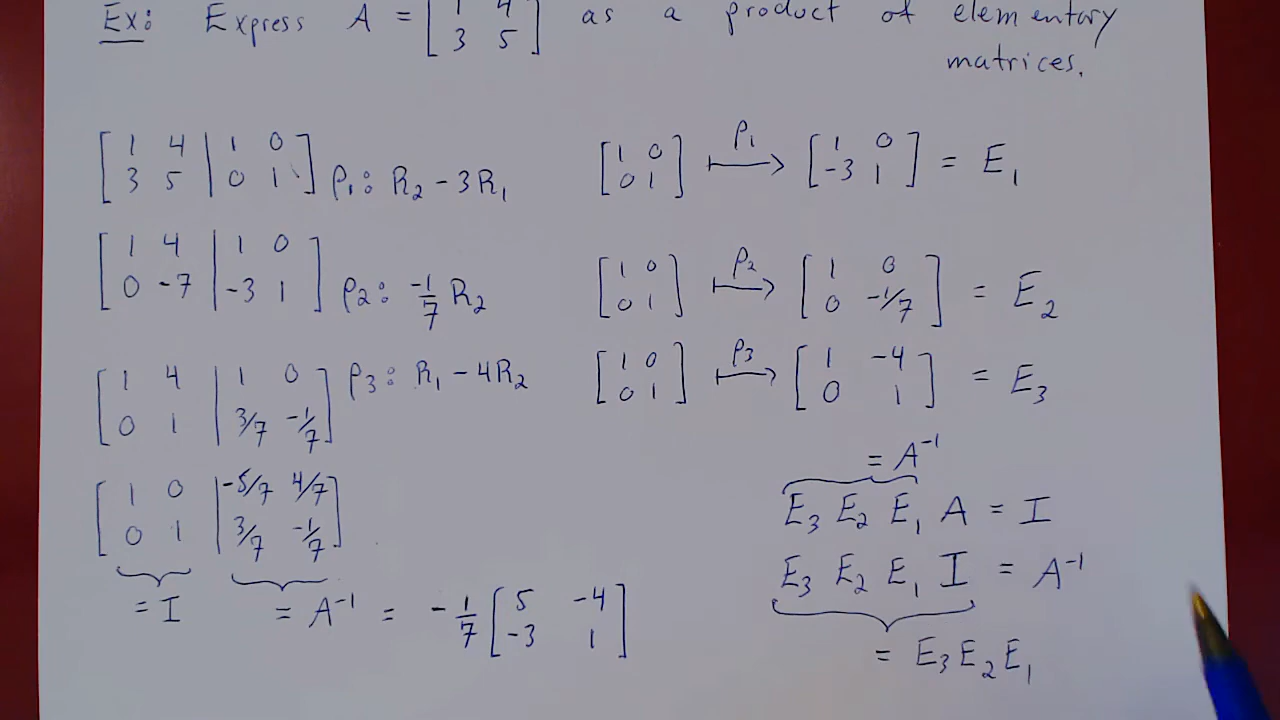 Ex: Express A = [1 4; 3 5] as a product of elementary
matrices.
[1 4 | 1 0; 3 5 | 0 1] ρ₁: R₂ − 3R₁
[1 4 | 1 0; 0 −7 | −3 1] ρ₂: −1/7 R₂
[1 4 | 1 0; 0 1 | 3/7 −1/7] ρ₃: R₁ − 4R₂
[1 0 | −5/7 4/7; 0 1 | 3/7 −1/7]
= I = A⁻¹ = −1/7 [5 −4; −3 1]
[1 0; 0 1] ρ₁↦ [1 0; −3 1] = E₁
[1 0; 0 1] ρ₂↦ [1 0; 0 −1/7] = E₂
[1 0; 0 1] ρ₃↦ [1 −4; 0 1] = E₃
= A⁻¹
E₃ E₂ E₁ A = I
E₃ E₂ E₁ I = A⁻¹
= E₃E₂E₁